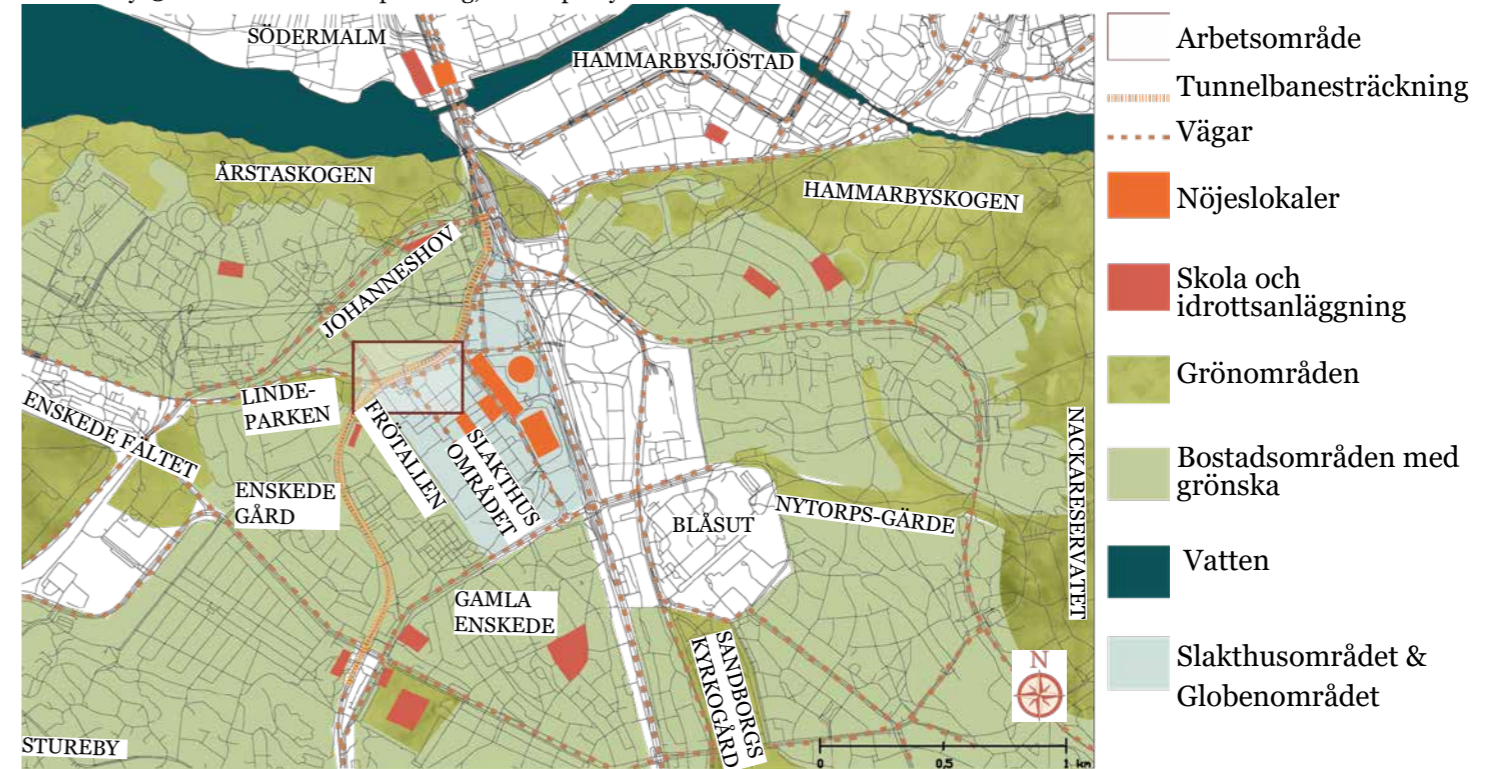 SÖDERMALM
HAMMARBYSJÖSTAD
ÅRSTASKOGEN
HAMMARBYSKOGEN
JOHANNESHOV
LINDE-
PARKEN
ENSKEDE FÄLTET
FRÖTALLEN
SLAKTHUS
OMRÅDET
ENSKEDE
GÅRD
BLÅSUT
NYTORPS-GÄRDE
NACKARESERVATET
GAMLA
ENSKEDE
SANDBORGS
KYRKOGÅRD
STUREBY
N
0 0,5 1 km
Arbetsområde
Tunnelbanesträckning
Vägar
Nöjeslokaler
Skola och
idrottsanläggning
Grönområden
Bostadsområden med
grönska
Vatten
Slakthusområdet &
Globenområdet